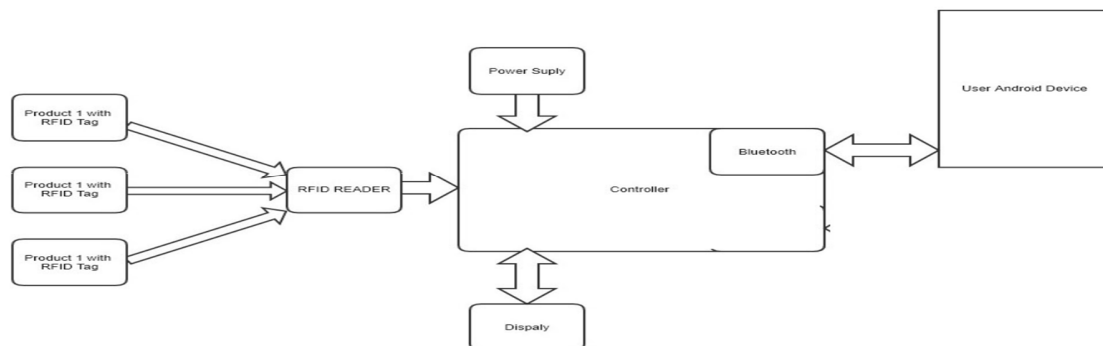 Power Suply
User Android Device
Product 1 with
RFID Tag
Bluetooth
Product 1 with
RFID Tag
RFID READER
Controller
Product 1 with
RFID Tag
Dispaly